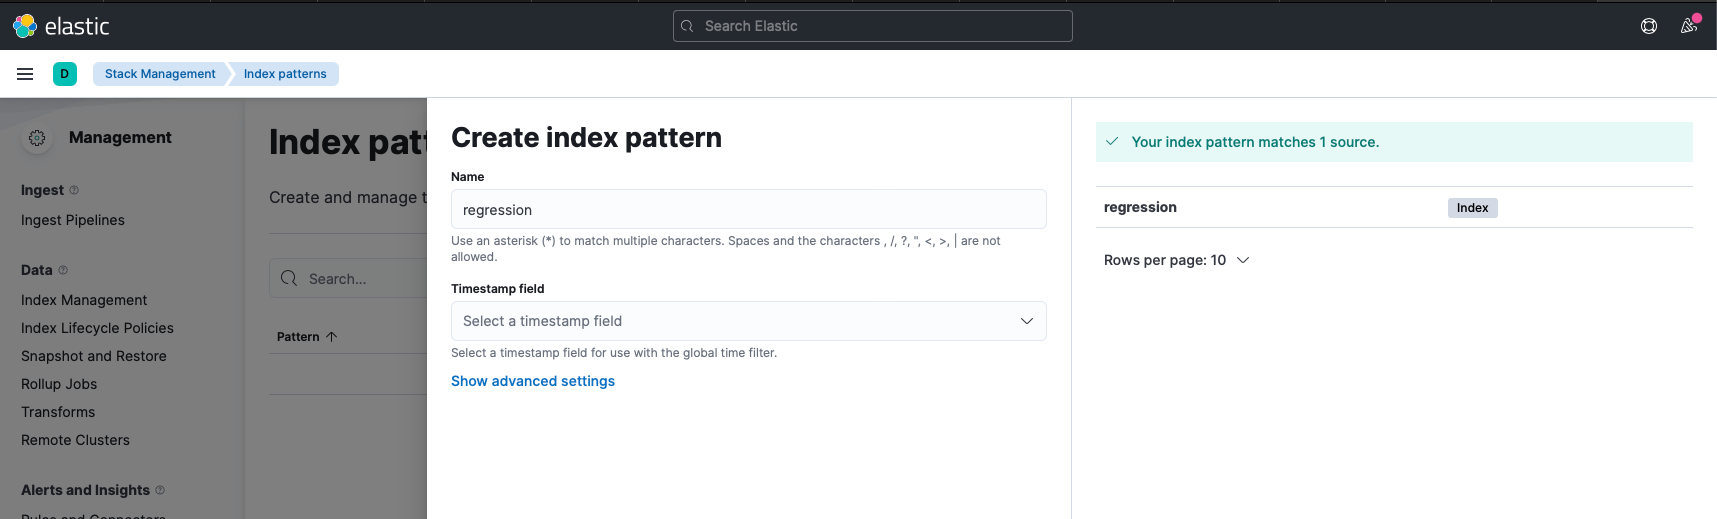 elastic
Search Elastic
D
Stack Management
Index patterns
Management
Ingest
Ingest Pipelines
Data
Index Management
Index Lifecycle Policies
Snapshot and Restore
Rollup Jobs
Transforms
Remote Clusters
Alerts and Insights
Index pat
Create and manage t
Search...
Pattern
Create index pattern
Name
regression
Use an asterisk (*) to match multiple characters. Spaces and the characters , /, ?, ", <, >, | are not
allowed.
Timestamp field
Select a timestamp field
Select a timestamp field for use with the global time filter.
Show advanced settings
Your index pattern matches 1 source.
regression Index
Rows per page: 10